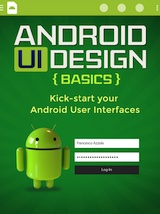 ANDROID
UI DESIGN
{ BASICS }
Kick-start your
Android User Interfaces
Francesco Azzola
Log In